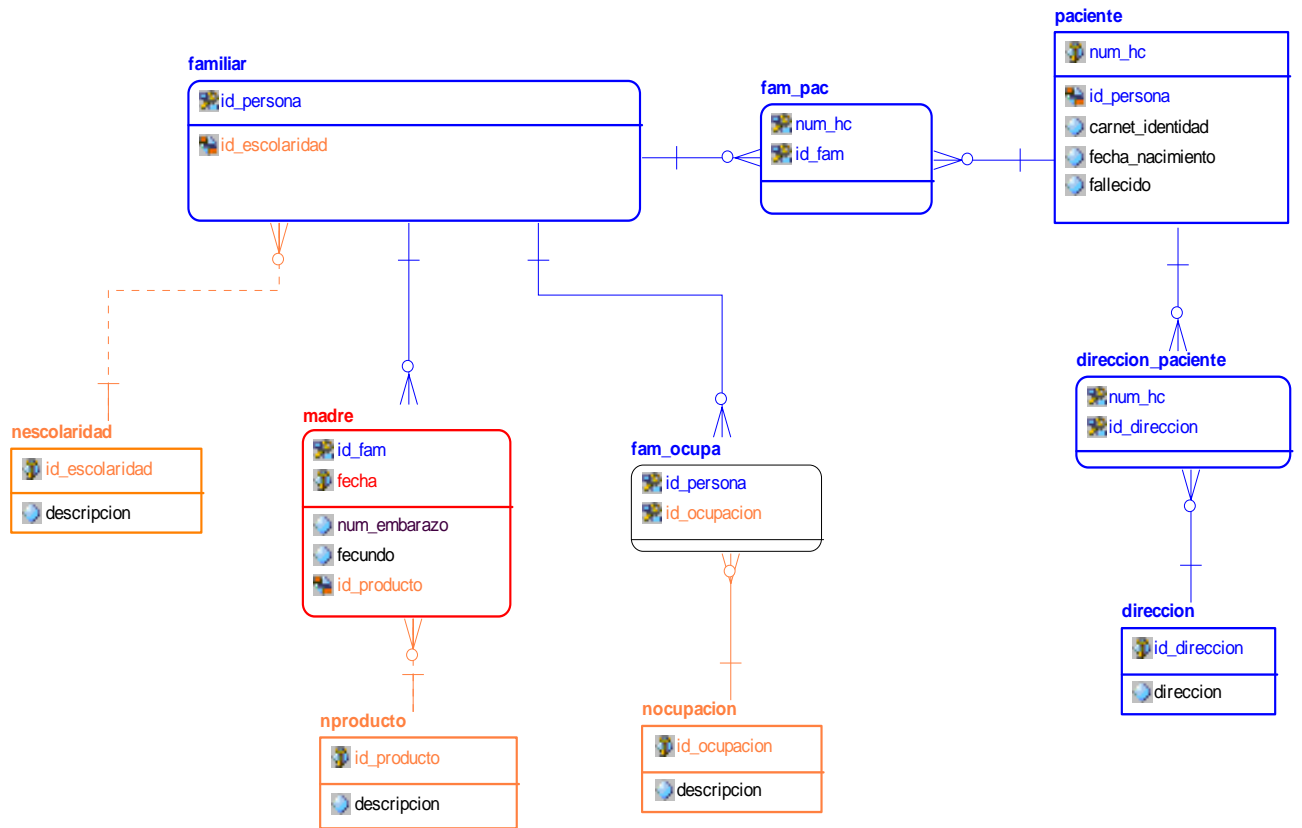 paciente
num_hc
id_persona
carnet_identidad
fecha_nacimiento
fallecido
familiar
id_persona
id_escolaridad
fam_pac
num_hc
id_fam
direccion_paciente
num_hc
id_direccion
nescolaridad
id_escolaridad
descripcion
madre
id_fam
fecha
num_embarazo
fecundo
id_producto
fam_ocupa
id_persona
id_ocupacion
direccion
id_direccion
direccion
nproducto
id_producto
descripcion
nocupacion
id_ocupacion
descripcion